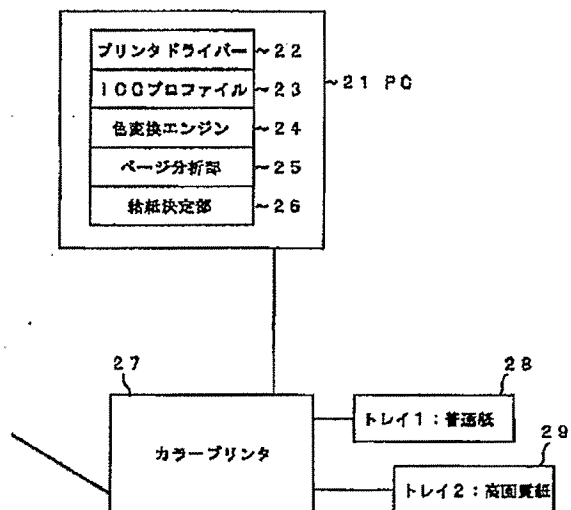 プリンタドライバー ~22
ICCプロファイル ~23
~21 PC
色変換エンジン ~24
ページ分析部 ~25
給紙決定部 ~26
27
28
カラープリンタ
トレイ1:普通紙
29
トレイ2:高画質紙